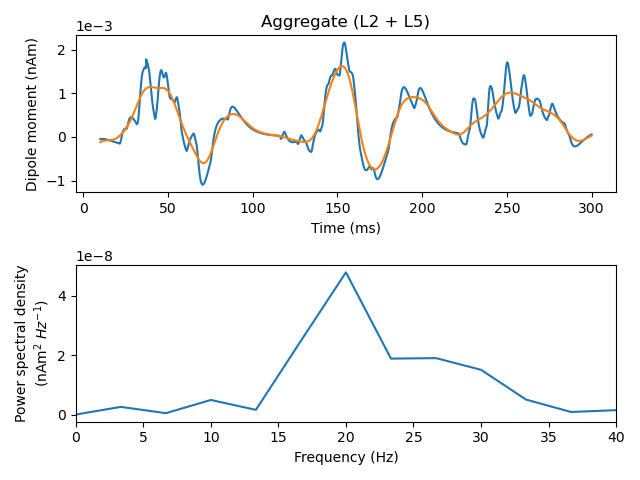 Aggregate (L2 + L5)
1e−3
Dipole moment (nAm)
2
1
0
−1
0 50 100 150 200 250 300
Time (ms)
1e−8
Power spectral density
(nAm² Hz⁻¹)
4
2
0
0 5 10 15 20 25 30 35 40
Frequency (Hz)